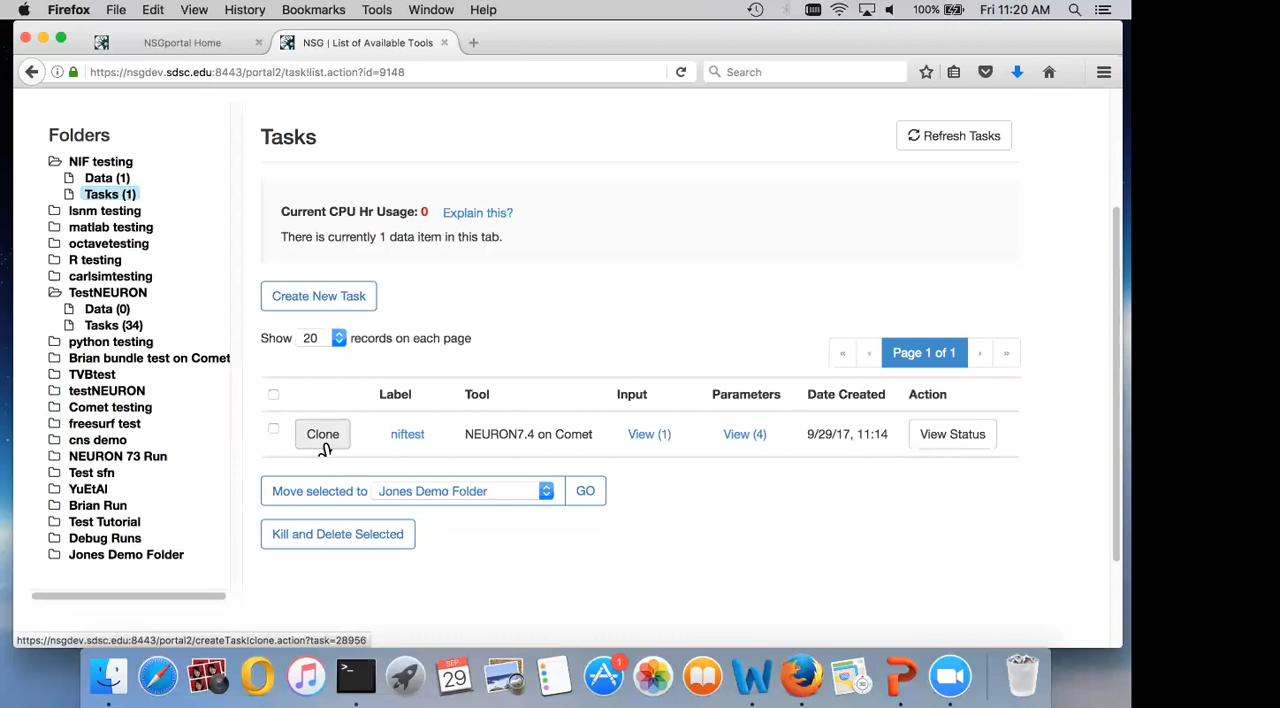 Firefox File Edit View History Bookmarks Tools Window Help 100% Fri 11:20 AM
NSGportal Home × NSG | List of Available Tools × +
https://nsgdev.sdsc.edu:8443/portal2/task!list.action?id=9148 Search
Folders
NIF testing
Data (1)
Tasks (1)
lsnm testing
matlab testing
octavetesting
R testing
carlsimtesting
TestNEURON
Data (0)
Tasks (34)
python testing
Brian bundle test on Comet
TVBtest
testNEURON
Comet testing
freesurf test
cns demo
NEURON 73 Run
Test sfn
YuEtAl
Brian Run
Test Tutorial
Debug Runs
Jones Demo Folder
Tasks
Refresh Tasks
Current CPU Hr Usage: 0 Explain this?
There is currently 1 data item in this tab.
Create New Task
Show 20 records on each page
« ‹ Page 1 of 1 › »
Label Tool Input Parameters Date Created Action
Clone niftest NEURON7.4 on Comet View (1) View (4) 9/29/17, 11:14 View Status
Move selected to Jones Demo Folder GO
Kill and Delete Selected
https://nsgdev.sdsc.edu:8443/portal2/createTask!clone.action?task=28956
SEP
29
1